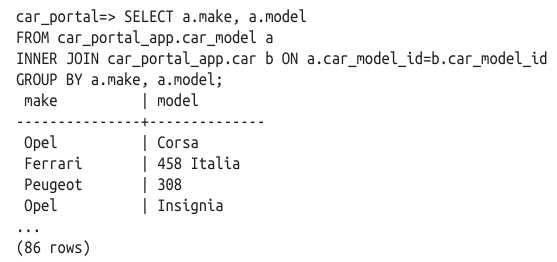 car_portal=> SELECT a.make, a.model
FROM car_portal_app.car_model a
INNER JOIN car_portal_app.car b ON a.car_model_id=b.car_model_id
GROUP BY a.make, a.model;
 make          | model
---------------+--------------
 Opel          | Corsa
 Ferrari       | 458 Italia
 Peugeot       | 308
 Opel          | Insignia
...
(86 rows)